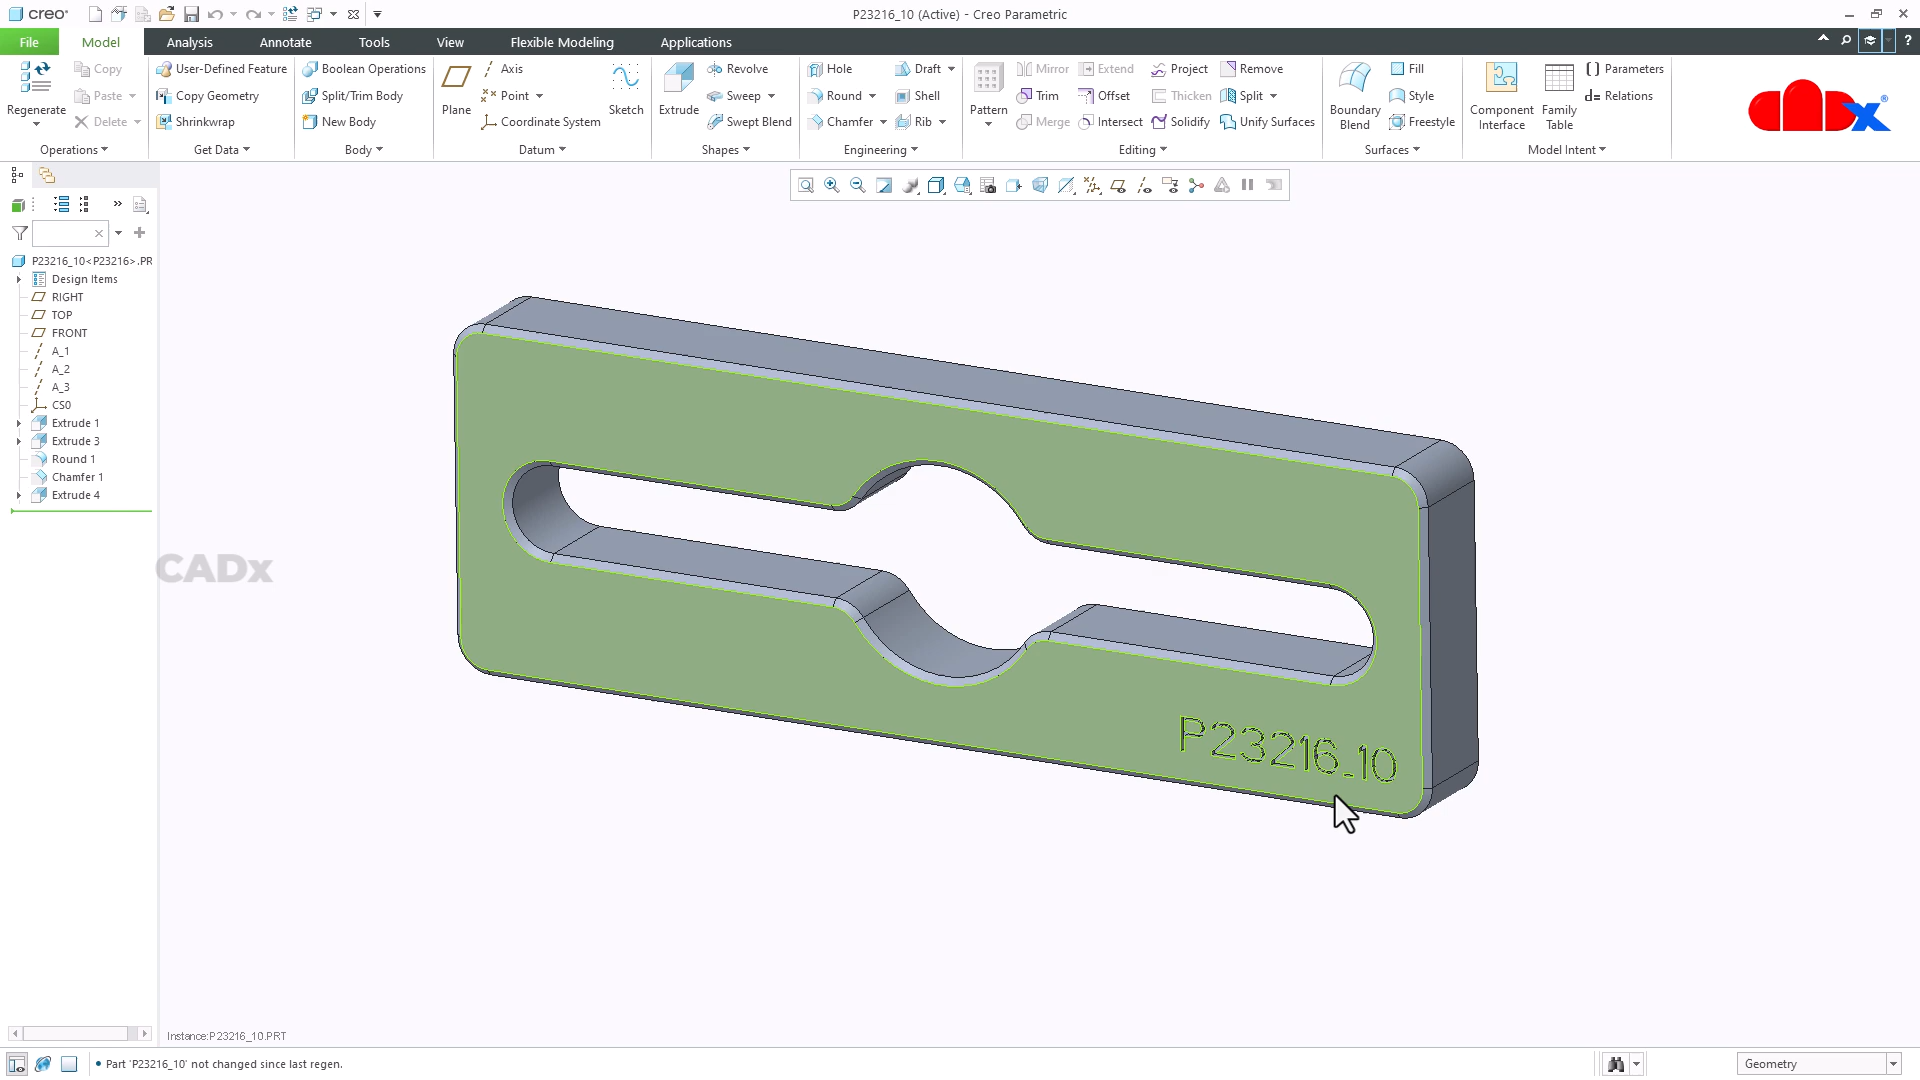 creo
P23216_10 (Active) - Creo Parametric
File Model Analysis Annotate Tools View Flexible Modeling Applications
Regenerate
Copy
Paste
Delete
Operations
User-Defined Feature
Copy Geometry
Shrinkwrap
Get Data
Boolean Operations
Split/Trim Body
New Body
Body
Plane
Axis
Point
Coordinate System
Sketch
Datum
Extrude
Revolve
Sweep
Swept Blend
Shapes
Hole
Round
Chamfer
Draft
Shell
Rib
Engineering
Pattern
Mirror
Trim
Merge
Extend
Offset
Intersect
Project
Thicken
Solidify
Remove
Split
Unify Surfaces
Editing
Boundary Blend
Fill
Style
Freestyle
Surfaces
Component Interface
Family Table
Parameters
d= Relations
Model Intent
CADx
P23216_10<P23216>.PR
Design Items
RIGHT
TOP
FRONT
A_1
A_2
A_3
CS0
Extrude 1
Extrude 3
Round 1
Chamfer 1
Extrude 4
CADx
P23216_10
Instance:P23216_10.PRT
Part 'P23216_10' not changed since last regen.
Geometry